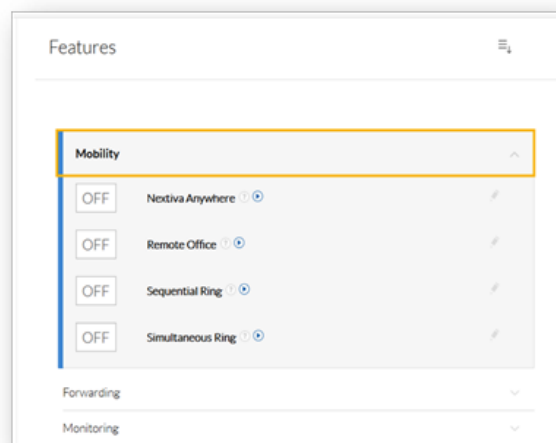 Features
Mobility
OFF Nextiva Anywhere ?
OFF Remote Office ?
OFF Sequential Ring ?
OFF Simultaneous Ring ?
Forwarding
Monitoring